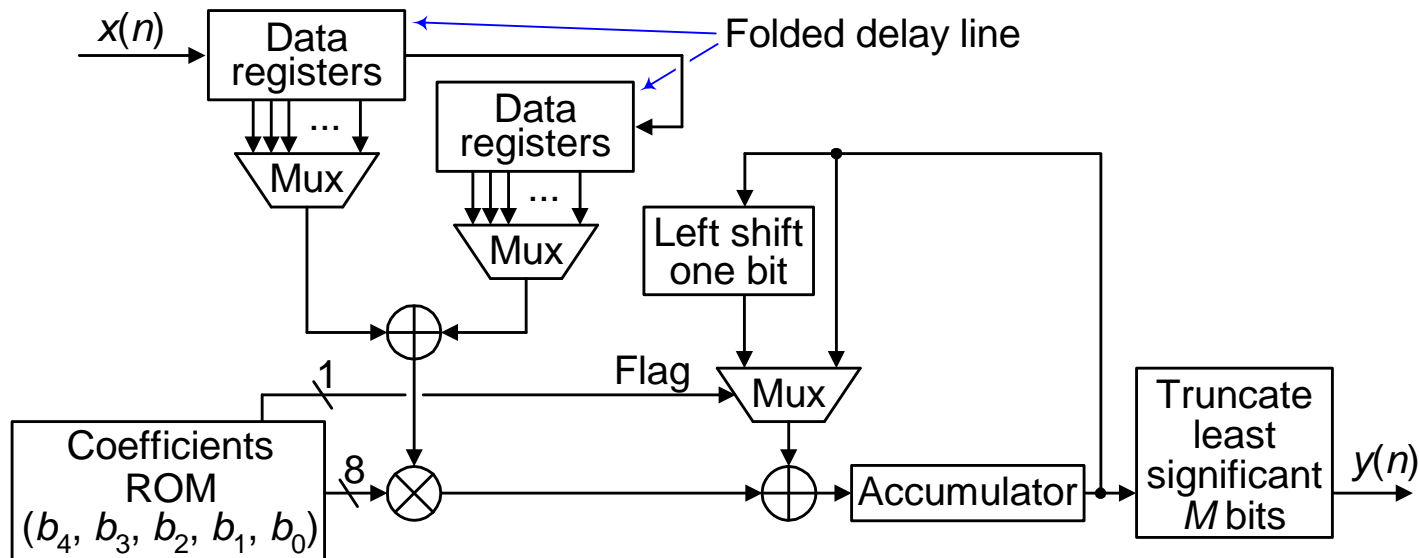 x(n)
Data
registers
Folded delay line
Data
registers
...
Mux
...
Mux
Left shift
one bit
1
Flag
Mux
Coefficients
ROM
(b4, b3, b2, b1, b0)
8
Accumulator
Truncate
least
significant
M bits
y(n)